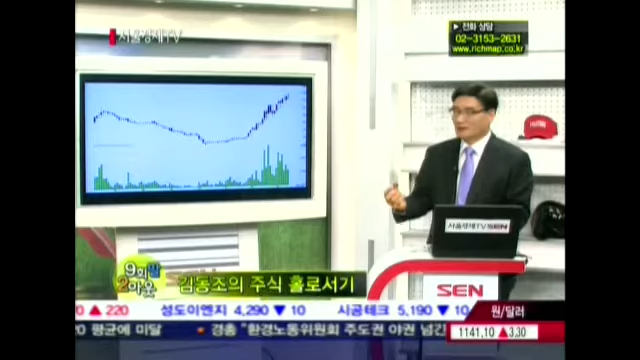 서울경제TV
▶ 전화 상담
02-3153-2631
www.richmap.co.kr
서울경제TV SEN
9회말
2아웃
김동조의 주식 홀로서기
SEN
0 ▲ 220 성도이엔지 4,290 ▼ 10 시공테크 5,190 ▼ 10
원/달러
20 평균에 미달 경총 "환경노동위원회 주도권 야권 넘긴
1141.10 ▲ 3.30